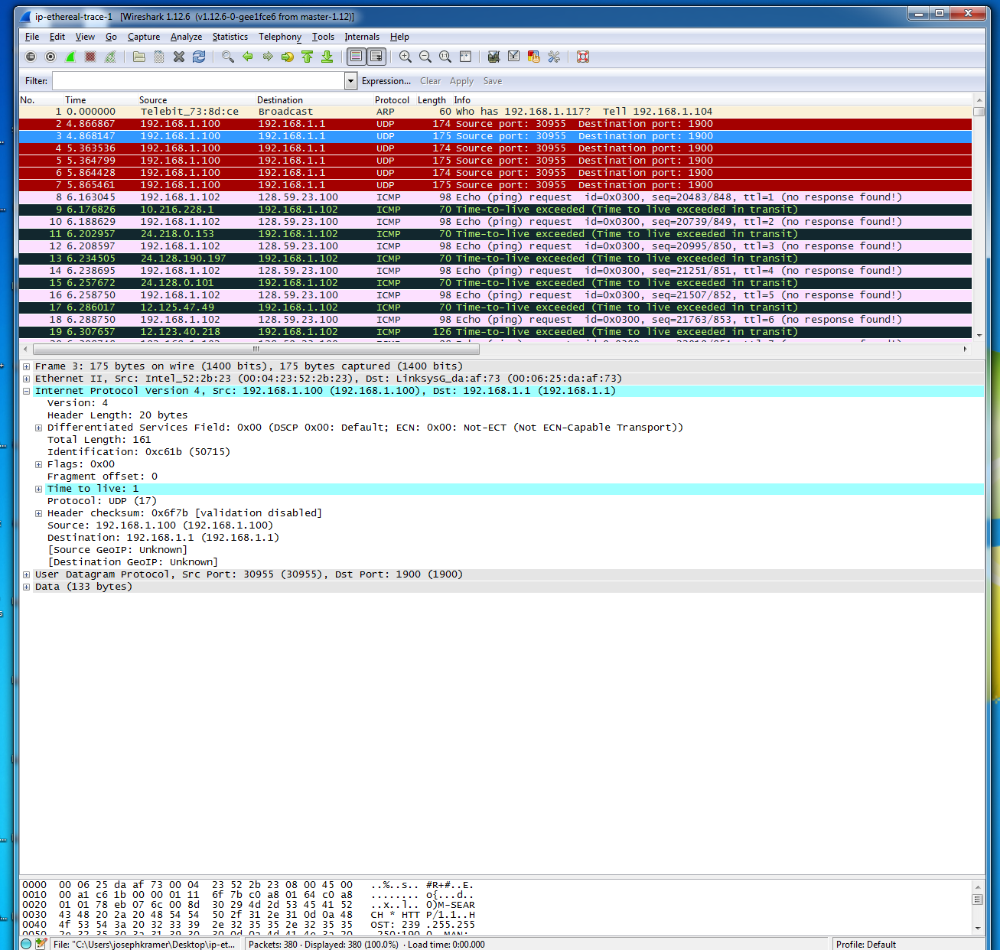 ip-ethereal-trace-1 [Wireshark 1.12.6 (v1.12.6-0-gee1fce6 from master-1.12)]
File Edit View Go Capture Analyze Statistics Telephony Tools Internals Help
Filter: Expression... Clear Apply Save
No. Time Source Destination Protocol Length Info
1 0.000000 Telebit_73:8d:ce Broadcast ARP 60 Who has 192.168.1.117? Tell 192.168.1.104
2 4.866867 192.168.1.100 192.168.1.1 UDP 174 Source port: 30955 Destination port: 1900
3 4.868147 192.168.1.100 192.168.1.1 UDP 175 Source port: 30955 Destination port: 1900
4 5.363536 192.168.1.100 192.168.1.1 UDP 174 Source port: 30955 Destination port: 1900
5 5.364799 192.168.1.100 192.168.1.1 UDP 175 Source port: 30955 Destination port: 1900
6 5.864428 192.168.1.100 192.168.1.1 UDP 174 Source port: 30955 Destination port: 1900
7 5.865461 192.168.1.100 192.168.1.1 UDP 175 Source port: 30955 Destination port: 1900
8 6.163045 192.168.1.102 128.59.23.100 ICMP 98 Echo (ping) request id=0x0300, seq=20483/848, ttl=1 (no response found!)
9 6.176826 10.216.228.1 192.168.1.102 ICMP 70 Time-to-live exceeded (Time to live exceeded in transit)
10 6.188629 192.168.1.102 128.59.23.100 ICMP 98 Echo (ping) request id=0x0300, seq=20739/849, ttl=2 (no response found!)
11 6.202957 24.218.0.153 192.168.1.102 ICMP 70 Time-to-live exceeded (Time to live exceeded in transit)
12 6.208597 192.168.1.102 128.59.23.100 ICMP 98 Echo (ping) request id=0x0300, seq=20995/850, ttl=3 (no response found!)
13 6.234505 24.128.190.197 192.168.1.102 ICMP 70 Time-to-live exceeded (Time to live exceeded in transit)
14 6.238695 192.168.1.102 128.59.23.100 ICMP 98 Echo (ping) request id=0x0300, seq=21251/851, ttl=4 (no response found!)
15 6.257672 24.128.0.101 192.168.1.102 ICMP 70 Time-to-live exceeded (Time to live exceeded in transit)
16 6.258750 192.168.1.102 128.59.23.100 ICMP 98 Echo (ping) request id=0x0300, seq=21507/852, ttl=5 (no response found!)
17 6.286017 12.125.47.49 192.168.1.102 ICMP 70 Time-to-live exceeded (Time to live exceeded in transit)
18 6.288750 192.168.1.102 128.59.23.100 ICMP 98 Echo (ping) request id=0x0300, seq=21763/853, ttl=6 (no response found!)
19 6.307657 12.123.40.218 192.168.1.102 ICMP 126 Time-to-live exceeded (Time to live exceeded in transit)
Frame 3: 175 bytes on wire (1400 bits), 175 bytes captured (1400 bits)
Ethernet II, Src: Intel_52:2b:23 (00:04:23:52:2b:23), Dst: LinksysG_da:af:73 (00:06:25:da:af:73)
Internet Protocol Version 4, Src: 192.168.1.100 (192.168.1.100), Dst: 192.168.1.1 (192.168.1.1)
Version: 4
Header Length: 20 bytes
Differentiated Services Field: 0x00 (DSCP 0x00: Default; ECN: 0x00: Not-ECT (Not ECN-Capable Transport))
Total Length: 161
Identification: 0xc61b (50715)
Flags: 0x00
Fragment offset: 0
Time to live: 1
Protocol: UDP (17)
Header checksum: 0x6f7b [validation disabled]
Source: 192.168.1.100 (192.168.1.100)
Destination: 192.168.1.1 (192.168.1.1)
[Source GeoIP: Unknown]
[Destination GeoIP: Unknown]
User Datagram Protocol, Src Port: 30955 (30955), Dst Port: 1900 (1900)
Data (133 bytes)
0000 00 06 25 da af 73 00 04 23 52 2b 23 08 00 45 00 ..%..s.. #R+#..E.
0010 00 a1 c6 1b 00 00 01 11 6f 7b c0 a8 01 64 c0 a8 ........ o{...d..
0020 01 01 78 eb 07 6c 00 8d 30 29 4d 2d 53 45 41 52 ..x..l.. 0)M-SEAR
0030 43 48 20 2a 20 48 54 54 50 2f 31 2e 31 0d 0a 48 CH * HTT P/1.1..H
0040 4f 53 54 3a 20 32 33 39 2e 32 35 35 2e 32 35 35 OST: 239 .255.255
0050 2e 32 35 30 3a 31 39 30 30 0d 0a 4d 41 4e 3a 20 .250:190 0..MAN:
File: "C:\Users\josephkramer\Desktop\ip-et... Packets: 380 · Displayed: 380 (100.0%) · Load time: 0:00.000 Profile: Default